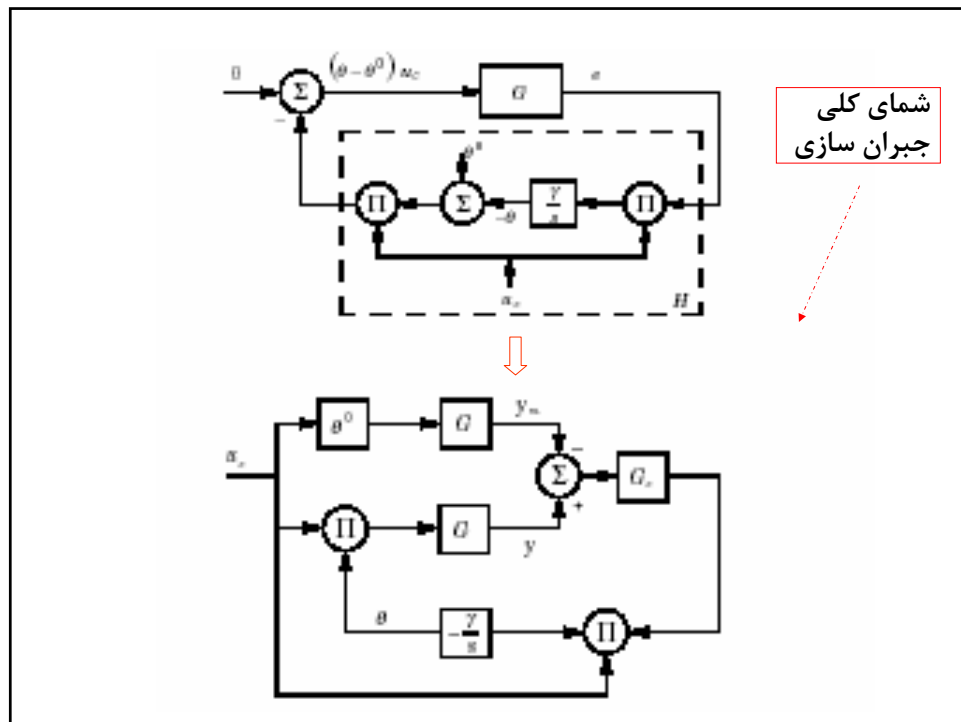 0
Σ
−
(θ − θ⁰) u_c
G
e
شمای کلی
جبران سازی
θ⁰
Π
Σ
−θ
γ/s
Π
u_c
H
θ⁰
G
y_m
u_c
−
Σ
+
G_c
Π
G
y
θ
−γ/s
Π